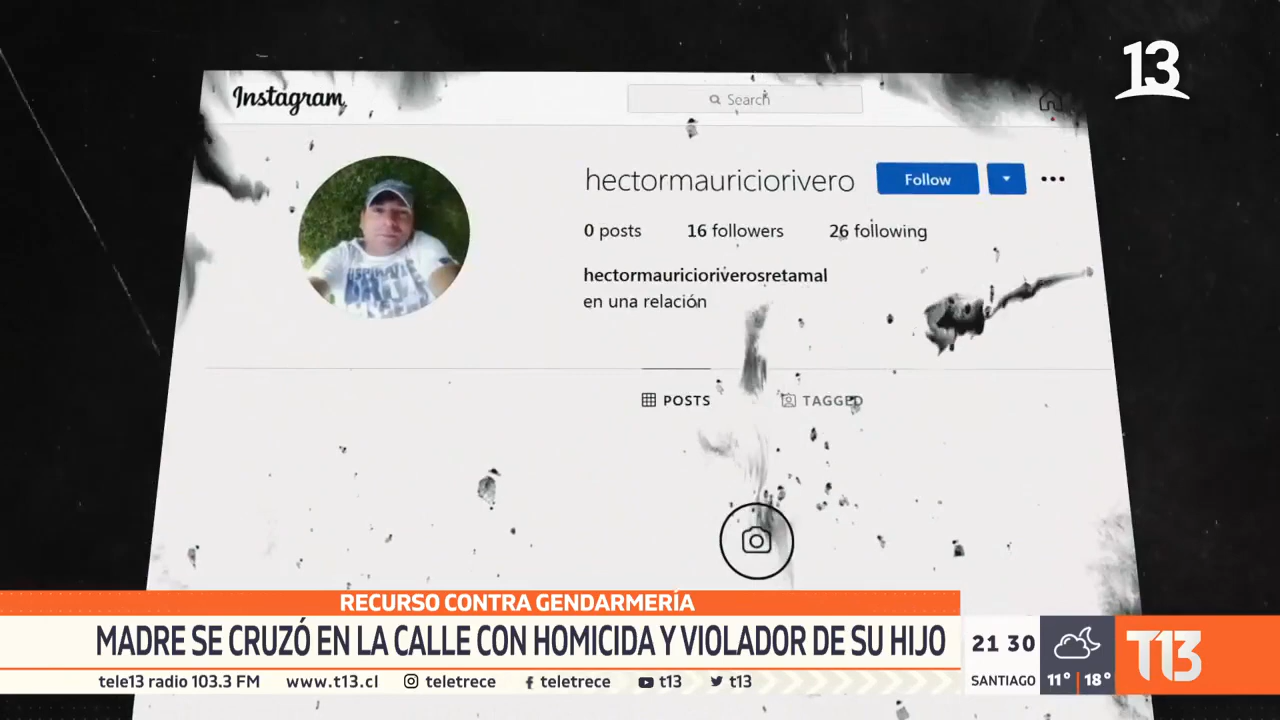 13
Instagram
Search
hectormauriciorivero
Follow
0 posts 16 followers 26 following
hectormauricioriverosretamal
en una relación
POSTS TAGGED
RECURSO CONTRA GENDARMERÍA
MADRE SE CRUZÓ EN LA CALLE CON HOMICIDA Y VIOLADOR DE SU HIJO
21 30
SANTIAGO
11° | 18°
T13
tele13 radio 103.3 FM www.t13.cl teletrece teletrece t13 t13